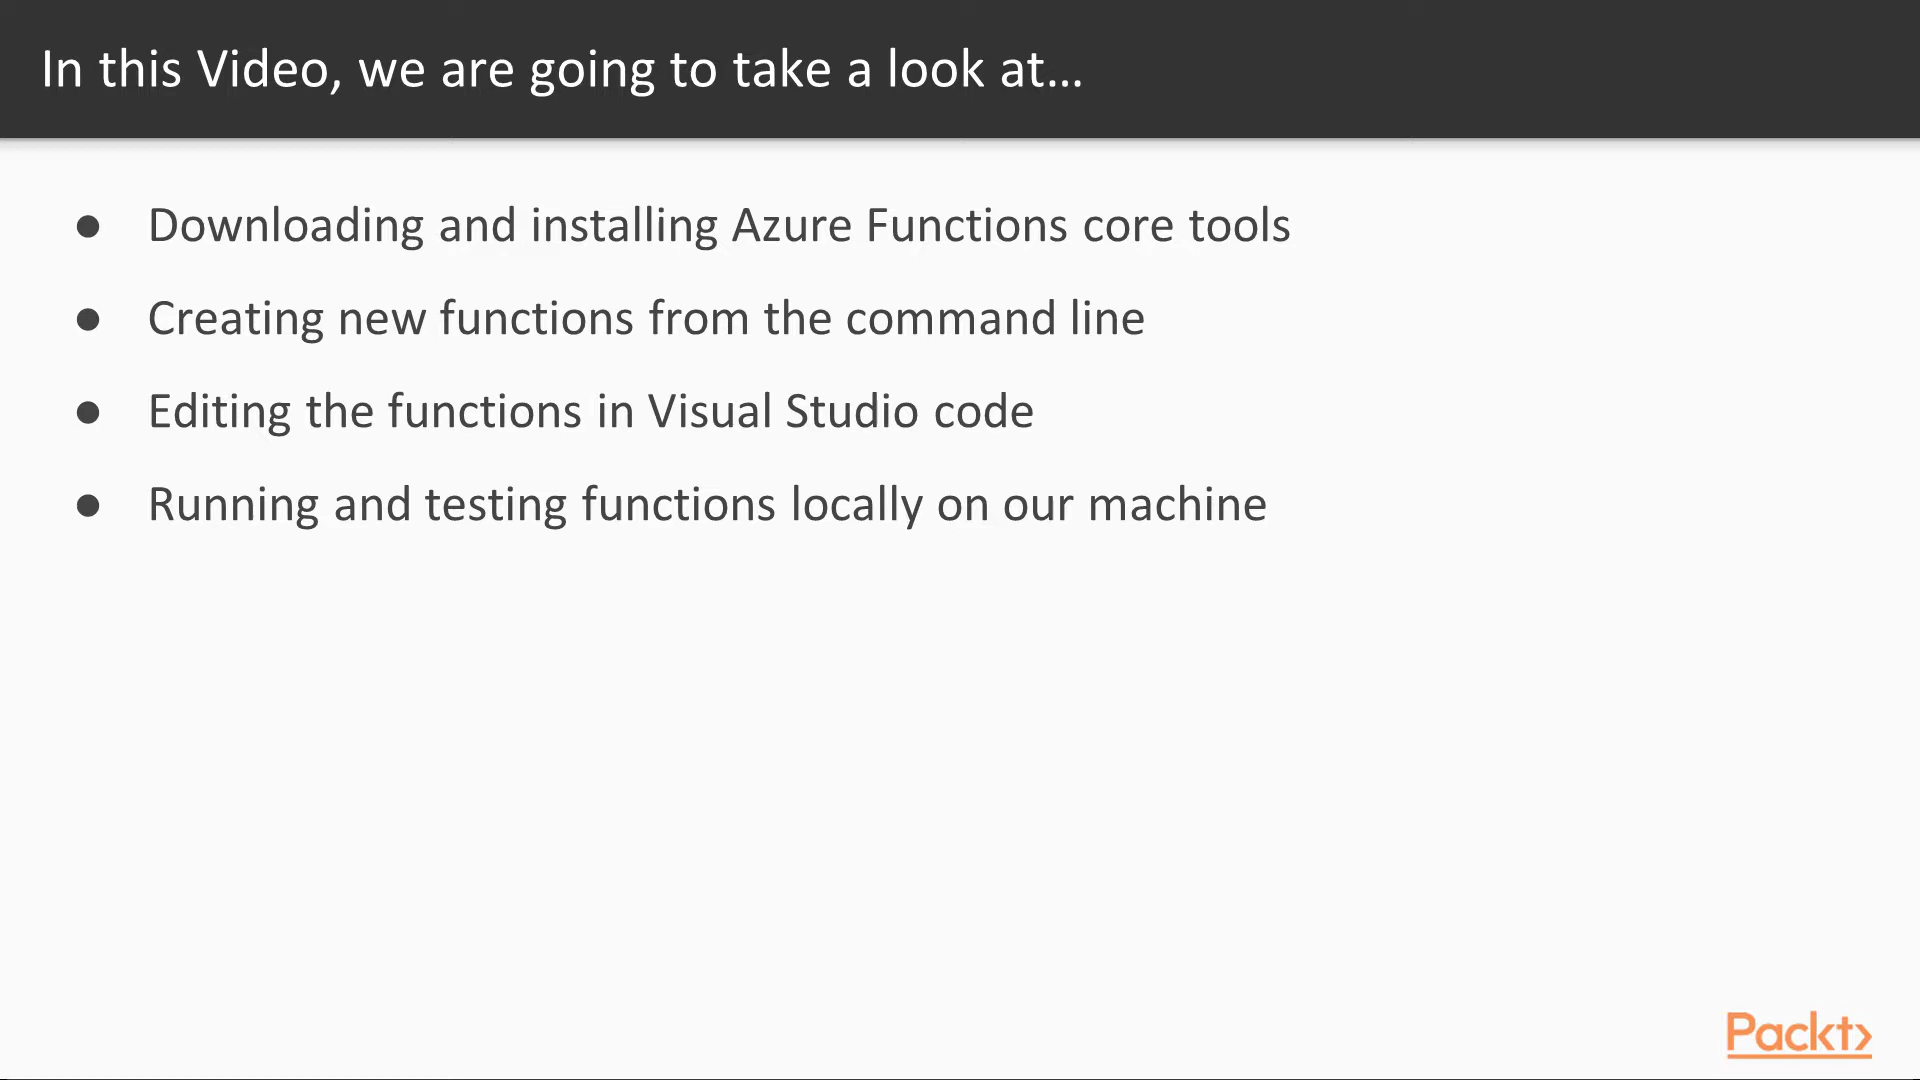 In this Video, we are going to take a look at...
● Downloading and installing Azure Functions core tools
● Creating new functions from the command line
● Editing the functions in Visual Studio code
● Running and testing functions locally on our machine
Packt>